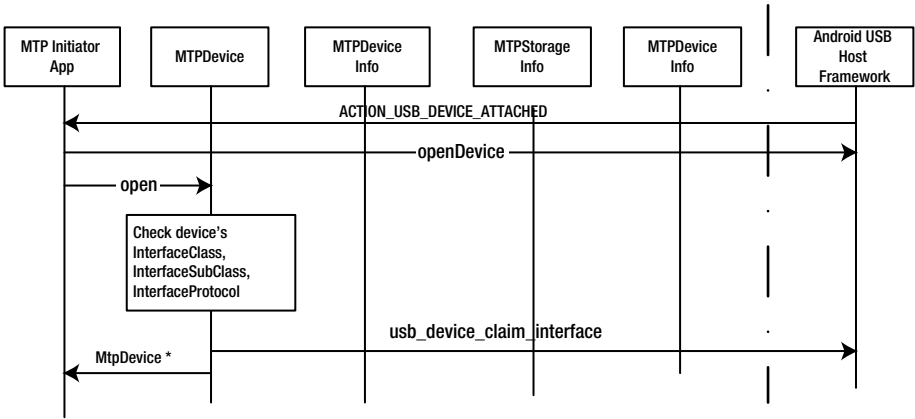 MTP Initiator
App
MTPDevice
MTPDevice
Info
MTPStorage
Info
MTPDevice
Info
Android USB
Host
Framework
ACTION_USB_DEVICE_ATTACHED
openDevice
open
Check device's
InterfaceClass,
InterfaceSubClass,
InterfaceProtocol
usb_device_claim_interface
MtpDevice *